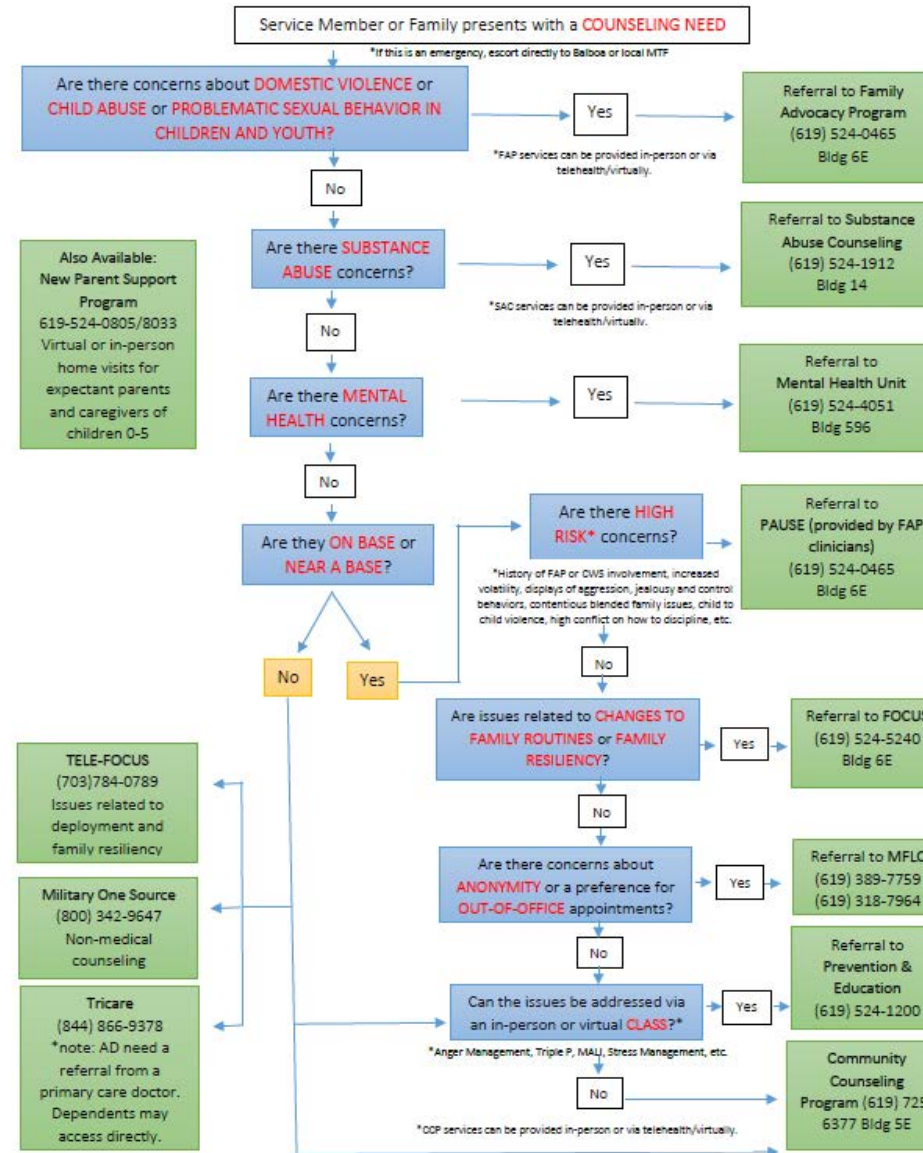 Service Member or Family presents with a COUNSELING NEED
*If this is an emergency, escort directly to Balboa or local MTF
Are there concerns about DOMESTIC VIOLENCE or
CHILD ABUSE or PROBLEMATIC SEXUAL BEHAVIOR IN
CHILDREN AND YOUTH?
Yes
*FAP services can be provided in-person or via
telehealth/virtually.
Referral to Family
Advocacy Program
(619) 524-0465
Bldg 6E
No
Are there SUBSTANCE
ABUSE concerns?
Yes
*SAC services can be provided in-person or via
telehealth/virtually.
Referral to Substance
Abuse Counseling
(619) 524-1912
Bldg 14
Also Available:
New Parent Support
Program
619-524-0805/8033
Virtual or in-person
home visits for
expectant parents
and caregivers of
children 0-5
No
Are there MENTAL
HEALTH concerns?
Yes
Referral to
Mental Health Unit
(619) 524-4051
Bldg 596
No
Are they ON BASE or
NEAR A BASE?
No
Yes
Are there HIGH
RISK* concerns?
*History of FAP or CWS involvement, increased
volatility, displays of aggression, jealousy and control
behaviors, contentious blended family issues, child to
child violence, high conflict on how to discipline, etc.
Referral to
PAUSE (provided by FAP
clinicians)
(619) 524-0465
Bldg 6E
No
Are issues related to CHANGES TO
FAMILY ROUTINES or FAMILY
RESILIENCY?
Yes
Referral to FOCUS
(619) 524-5240
Bldg 6E
No
Are there concerns about
ANONYMITY or a preference for
OUT-OF-OFFICE appointments?
Yes
Referral to MFLC
(619) 389-7759
(619) 318-7964
No
Can the issues be addressed via
an in-person or virtual CLASS?*
Yes
Referral to
Prevention &
Education
(619) 524-1200
*Anger Management, Triple P, MALI, Stress Management, etc.
No
*CCP services can be provided in-person or via telehealth/virtually.
Community
Counseling
Program (619) 725-
6377 Bldg 5E
TELE-FOCUS
(703)784-0789
Issues related to
deployment and
family resiliency
Military One Source
(800) 342-9647
Non-medical
counseling
Tricare
(844) 866-9378
*note: AD need a
referral from a
primary care doctor.
Dependents may
access directly.